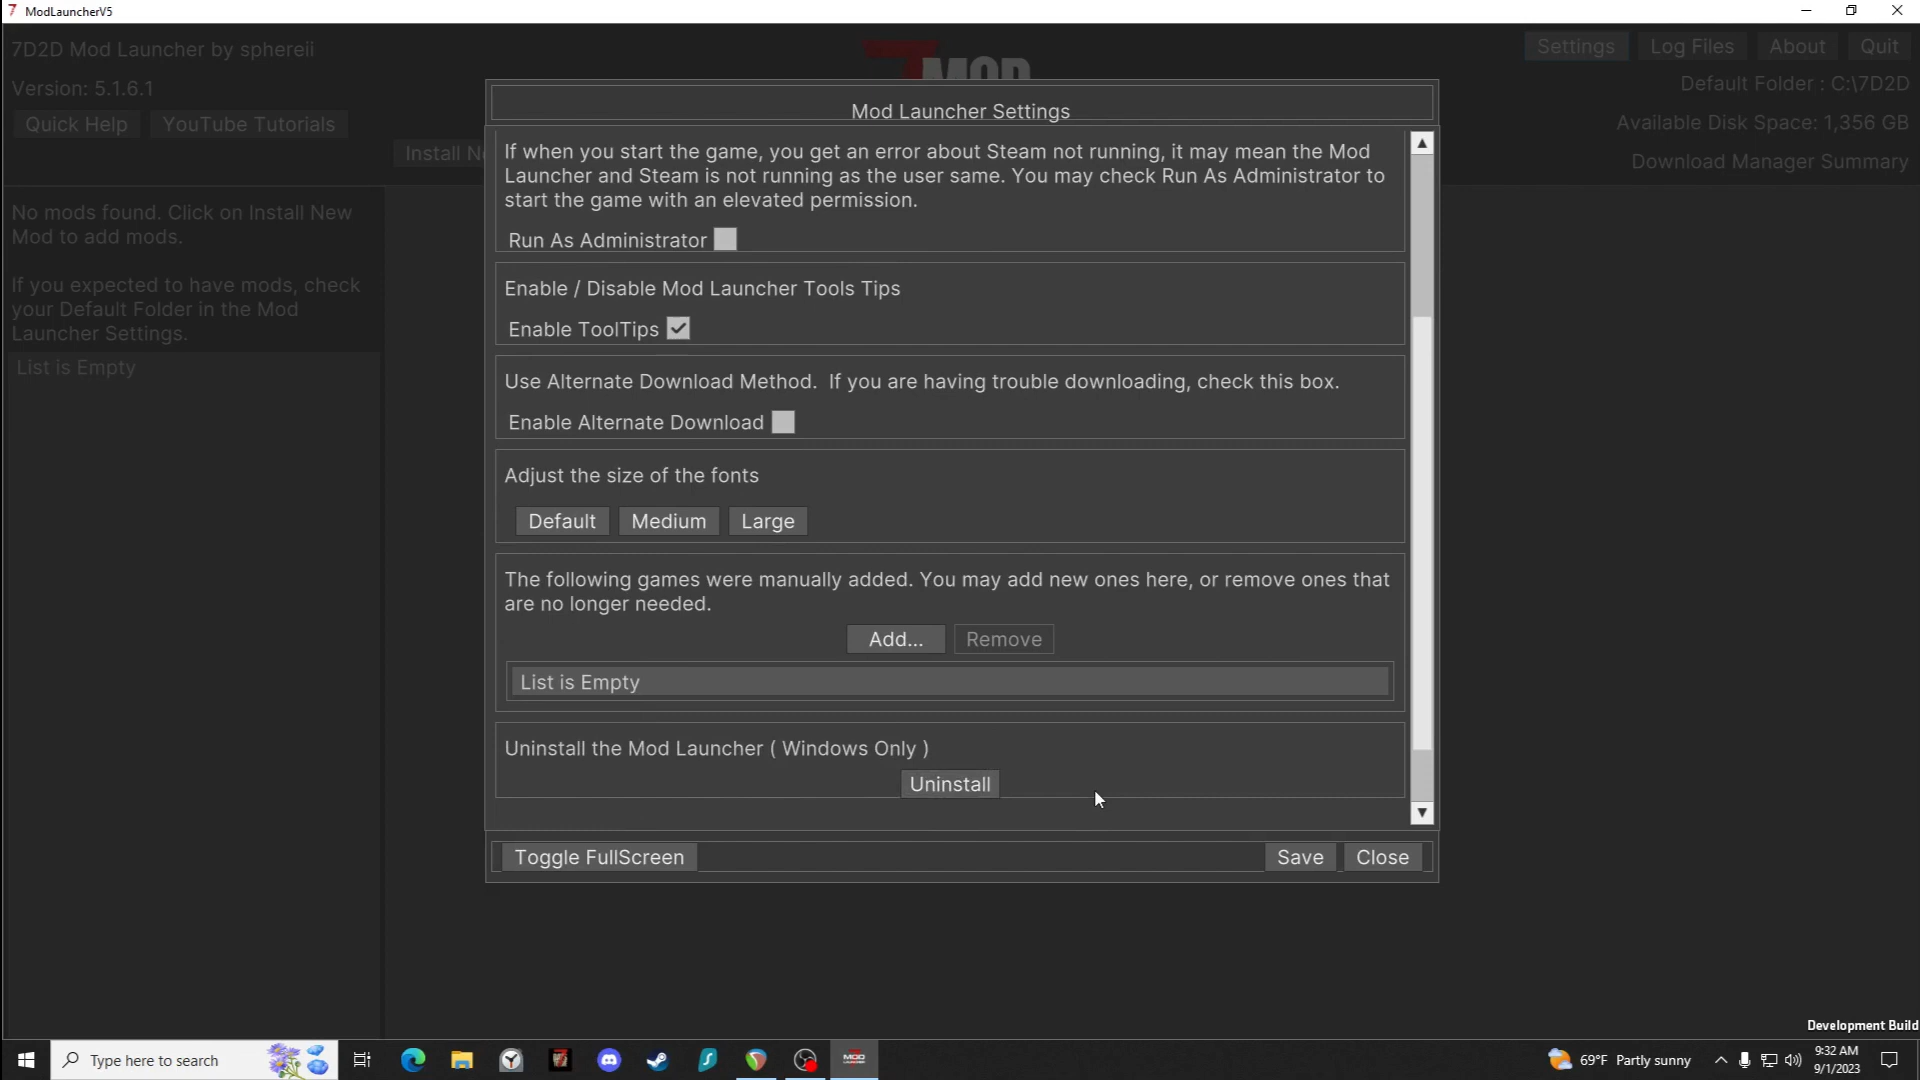 ModLauncherV5
7D2D Mod Launcher by sphereii
Version: 5.1.6.1
Quick Help
YouTube Tutorials
7MOD
Settings
Log Files
About
Quit
Default Folder : C:\7D2D
Available Disk Space: 1,356 GB
Download Manager Summary
Install Ne
No mods found. Click on Install New
Mod to add mods.
If you expected to have mods, check
your Default Folder in the Mod
Launcher Settings.
List is Empty
Mod Launcher Settings
If when you start the game, you get an error about Steam not running, it may mean the Mod
Launcher and Steam is not running as the user same. You may check Run As Administrator to
start the game with an elevated permission.
Run As Administrator
Enable / Disable Mod Launcher Tools Tips
Enable ToolTips
Use Alternate Download Method.  If you are having trouble downloading, check this box.
Enable Alternate Download
Adjust the size of the fonts
Default
Medium
Large
The following games were manually added. You may add new ones here, or remove ones that
are no longer needed.
Add...
Remove
List is Empty
Uninstall the Mod Launcher ( Windows Only )
Uninstall
Toggle FullScreen
Save
Close
Development Build
Type here to search
MOD
69°F Partly sunny
9:32 AM
9/1/2023